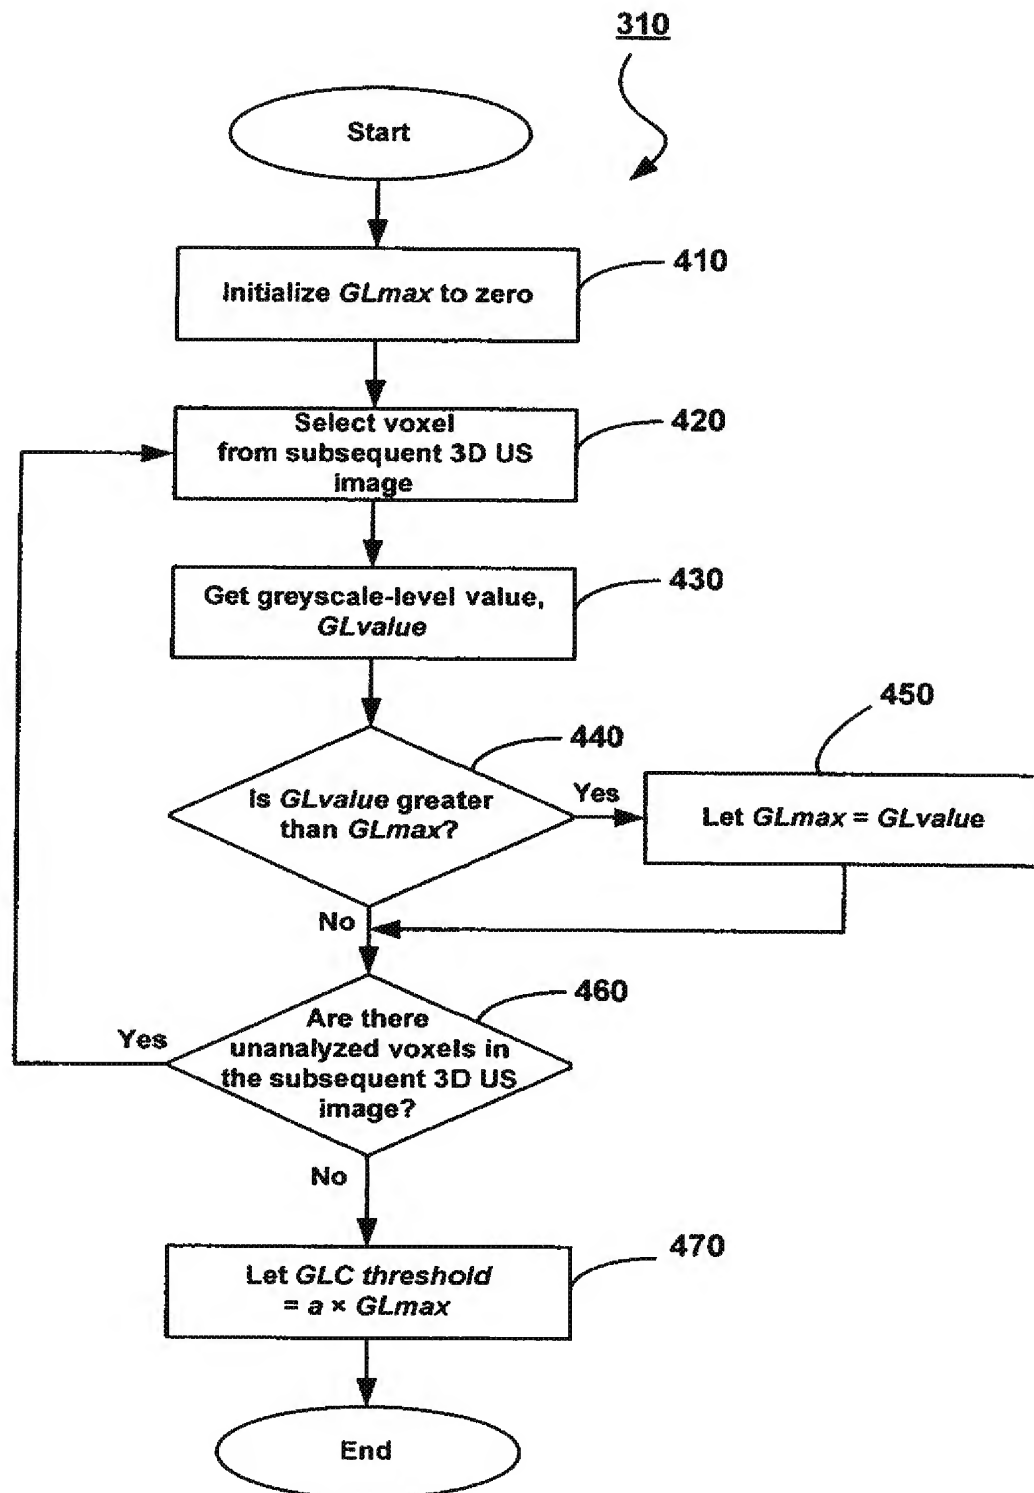 310
Start
410
Initialize GLmax to zero
420
Select voxel
from subsequent 3D US
image
430
Get greyscale-level value,
GLvalue
450
440
Is GLvalue greater
than GLmax?
Yes
Let GLmax = GLvalue
No
460
Yes
Are there
unanalyzed voxels in
the subsequent 3D US
image?
No
470
Let GLC threshold
= a × GLmax
End